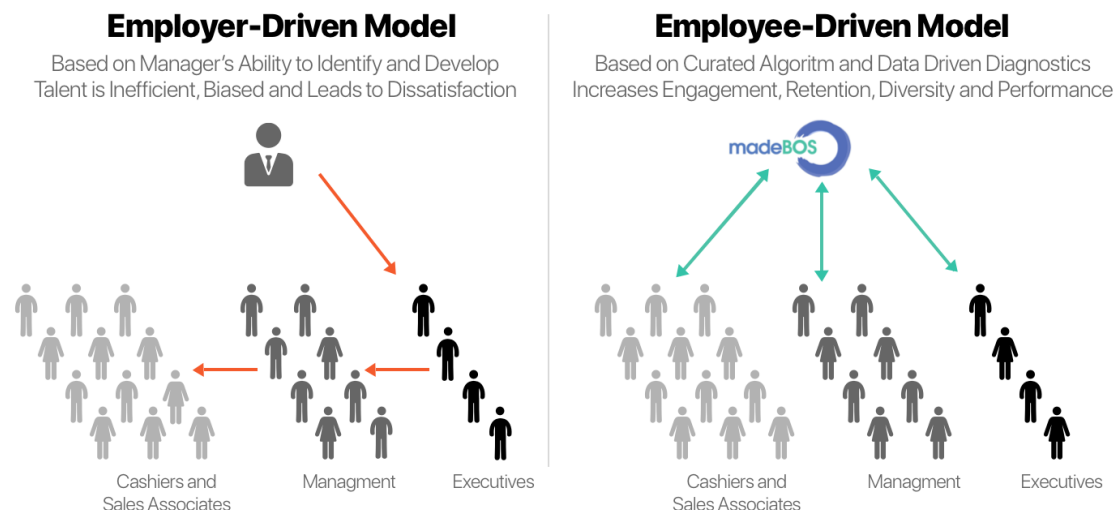 Employer-Driven Model
Based on Manager's Ability to Identify and Develop
Talent is Inefficient, Biased and Leads to Dissatisfaction
Cashiers and
Sales Associates
Managment
Executives
Employee-Driven Model
Based on Curated Algoritm and Data Driven Diagnostics
Increases Engagement, Retention, Diversity and Performance
madeBOS
Cashiers and
Sales Associates
Managment
Executives